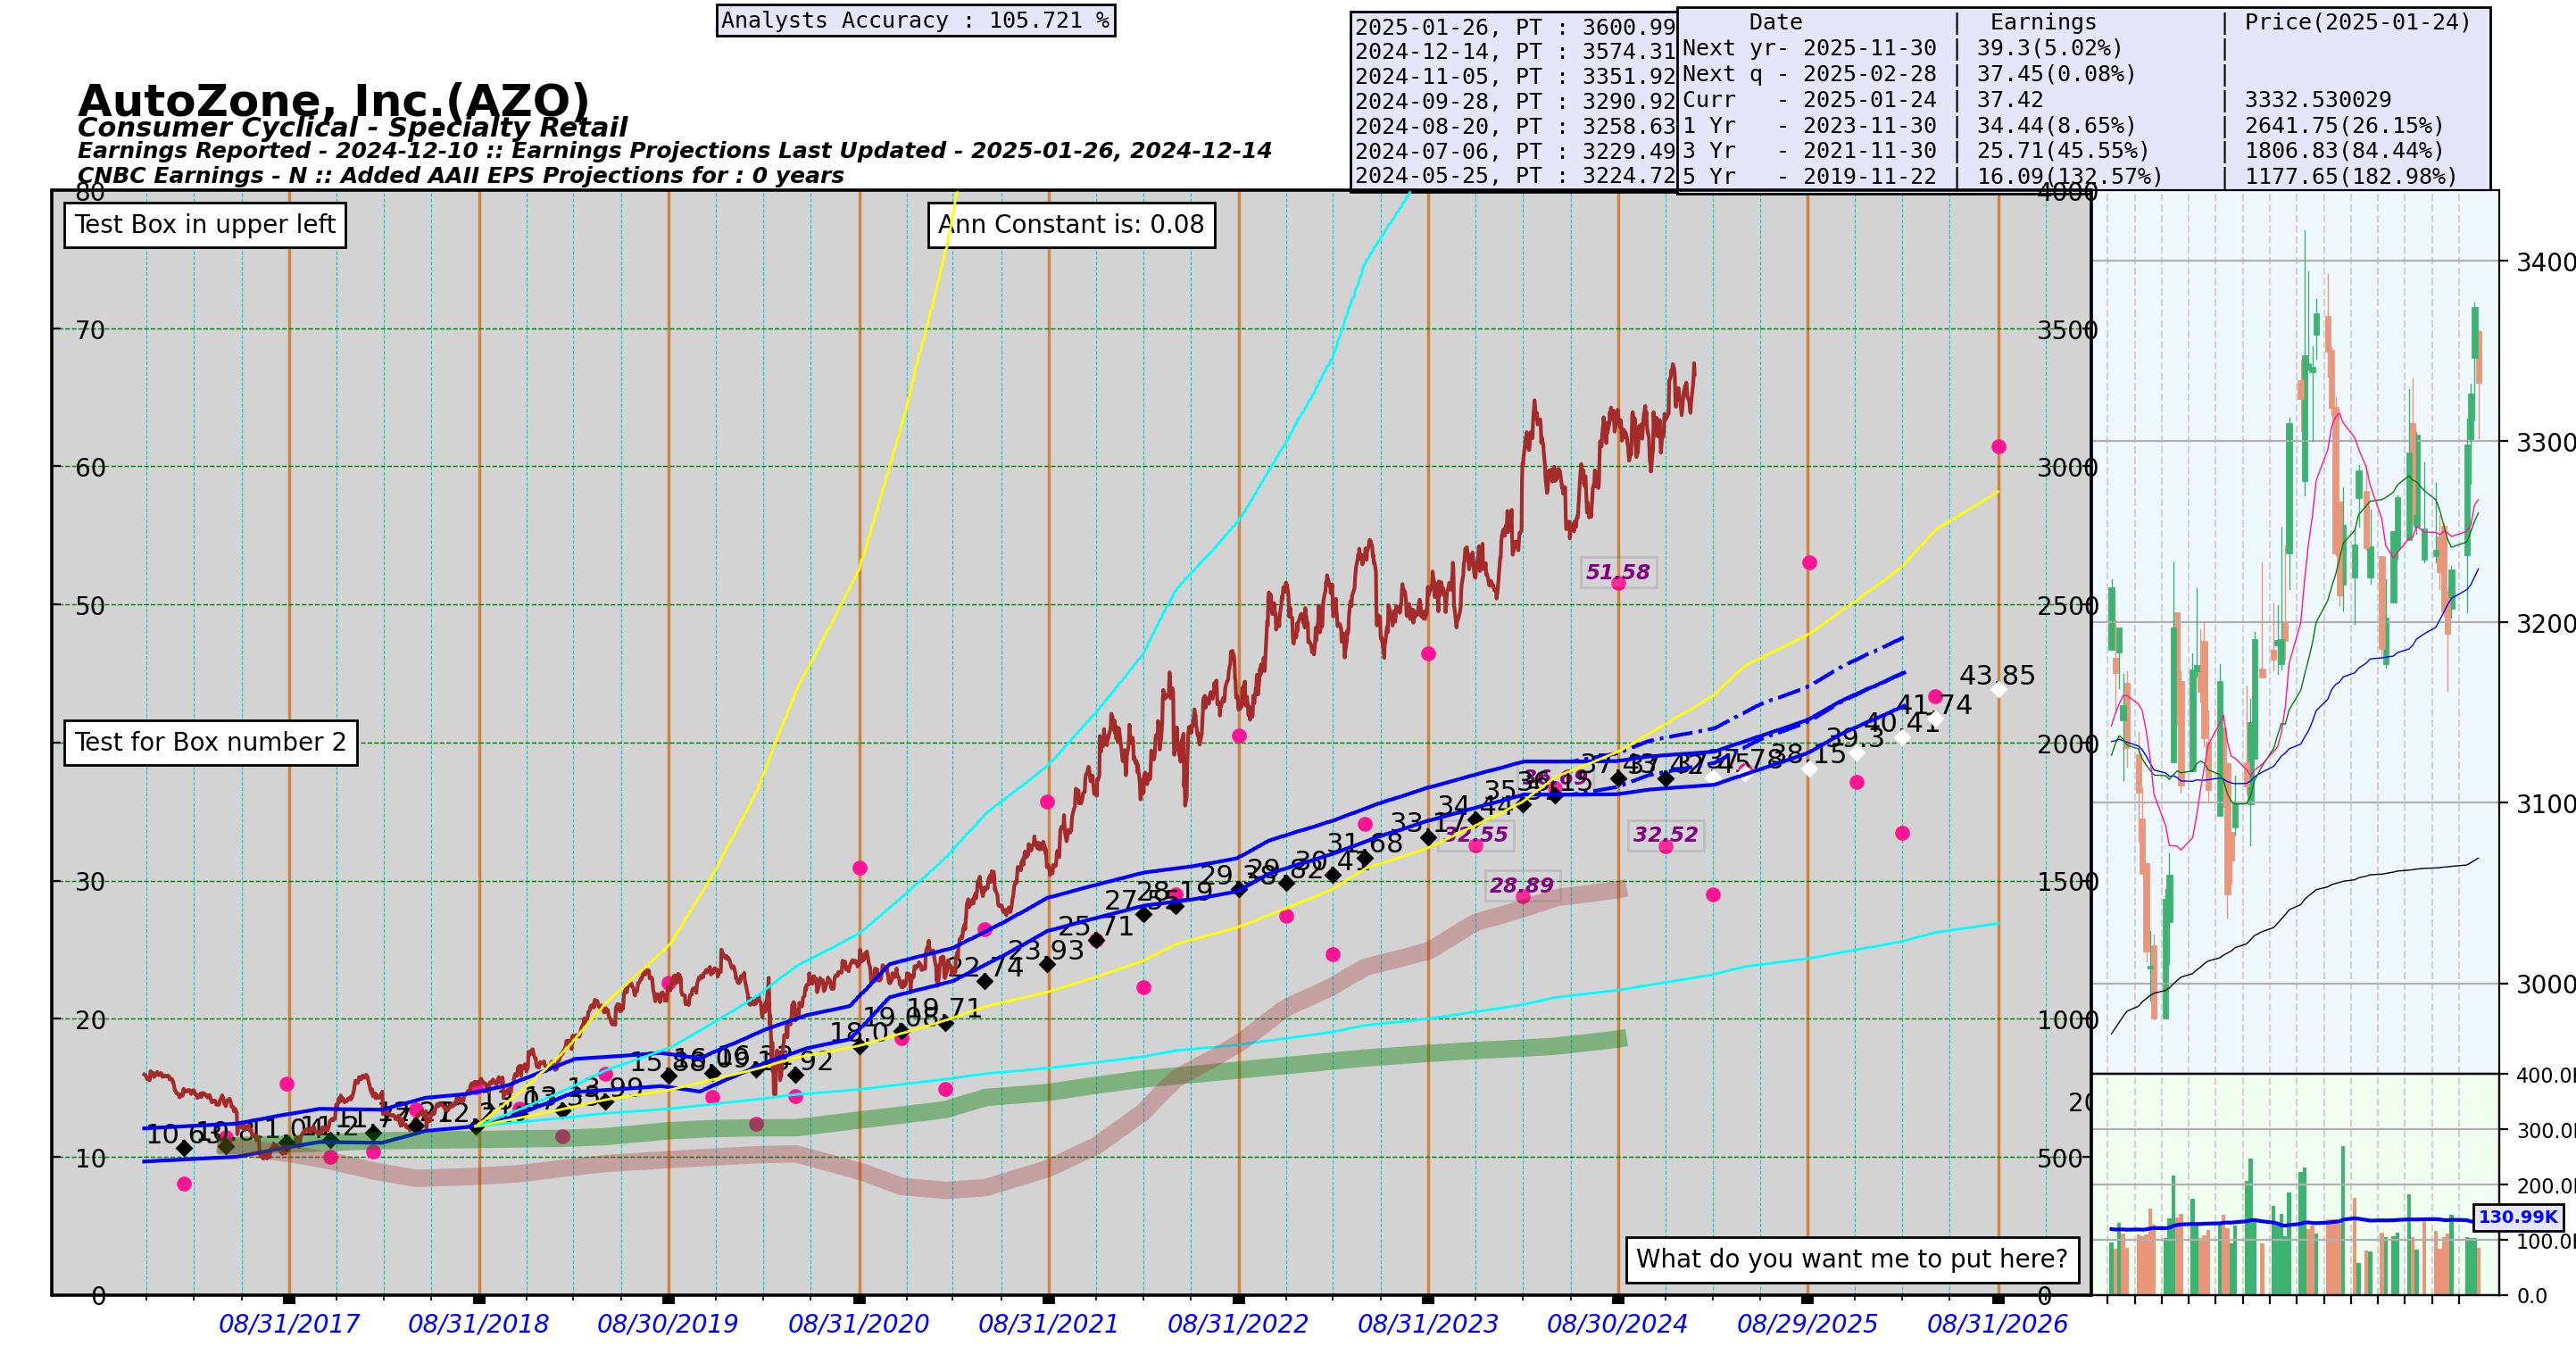 Analysts Accuracy : 105.721 %
2025-01-26, PT : 3600.99
2024-12-14, PT : 3574.31
2024-11-05, PT : 3351.92
2024-09-28, PT : 3290.92
2024-08-20, PT : 3258.63
2024-07-06, PT : 3229.49
2024-05-25, PT : 3224.72
Date | Earnings | Price(2025-01-24)
Next yr- 2025-11-30 | 39.3(5.02%) |
Next q - 2025-02-28 | 37.45(0.08%) |
Curr - 2025-01-24 | 37.42 | 3332.530029
1 Yr - 2023-11-30 | 34.44(8.65%) | 2641.75(26.15%)
3 Yr - 2021-11-30 | 25.71(45.55%) | 1806.83(84.44%)
5 Yr - 2019-11-22 | 16.09(132.57%) | 1177.65(182.98%)
AutoZone, Inc.(AZO)
Consumer Cyclical - Specialty Retail
Earnings Reported - 2024-12-10 :: Earnings Projections Last Updated - 2025-01-26, 2024-12-14
CNBC Earnings - N :: Added AAII EPS Projections for : 0 years
Test Box in upper left
Ann Constant is: 0.08
Test for Box number 2
What do you want me to put here?
80
70
60
50
30
20
10
0
4000
3500
3000
2500
2000
1500
1000
500
0
3400
3300
3200
3100
3000
400.0
300.0
200.0
100.0
0.0
130.99K
51.58
32.55
32.52
28.89
43.85
41.74
40.41
39.3
38.15
34.44
33.17
31.68
25.71
23.93
22.74
19.71
19.08
08/31/2017
08/31/2018
08/30/2019
08/31/2020
08/31/2021
08/31/2022
08/31/2023
08/30/2024
08/29/2025
08/31/2026